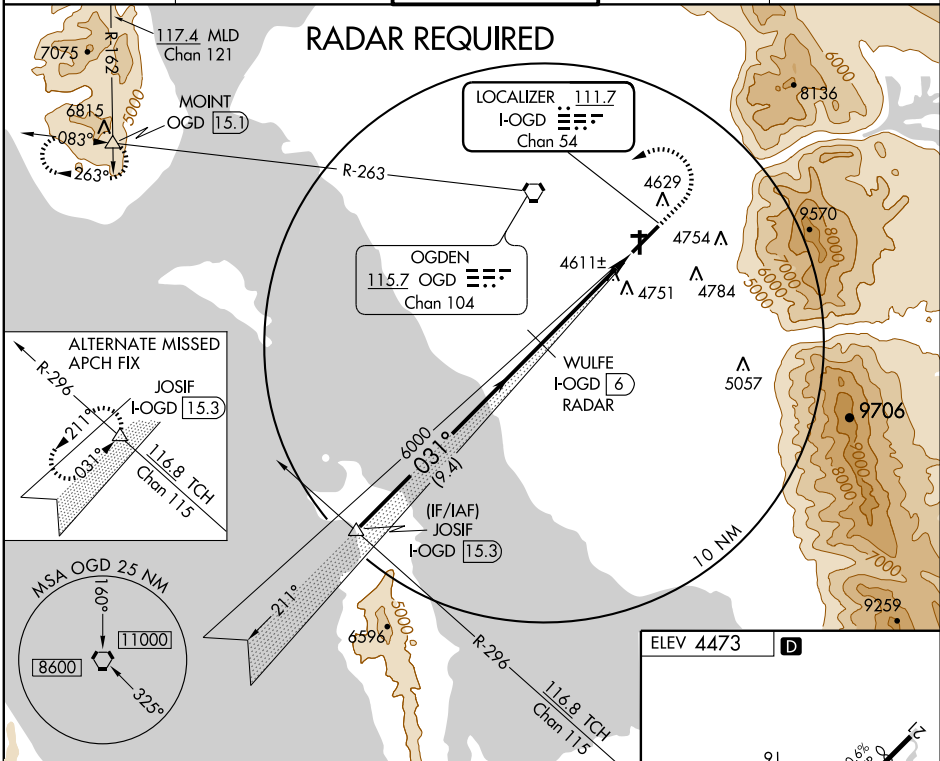 RADAR REQUIRED
117.4 MLD
Chan 121
R-162
7075
5000
6815
MOINT
OGD 15.1
083°
263°
R-263
LOCALIZER 111.7
I-OGD
Chan 54
6000
8136
4629
OGDEN
115.7 OGD
Chan 104
4611±
4754
4751
4784
9570
8000
7000
6000
5000
WULFE
I-OGD 6
RADAR
5057
9706
9000
8000
7000
9259
ALTERNATE MISSED
APCH FIX
R-296
JOSIF
I-OGD 15.3
211°
031°
116.8 TCH
Chan 115
6000
031°
(9.4)
(IF/IAF)
JOSIF
I-OGD 15.3
10 NM
211°
5000
6596
R-296
116.8 TCH
Chan 115
MSA OGD 25 NM
160°
11000
8600
325°
ELEV 4473
D
21